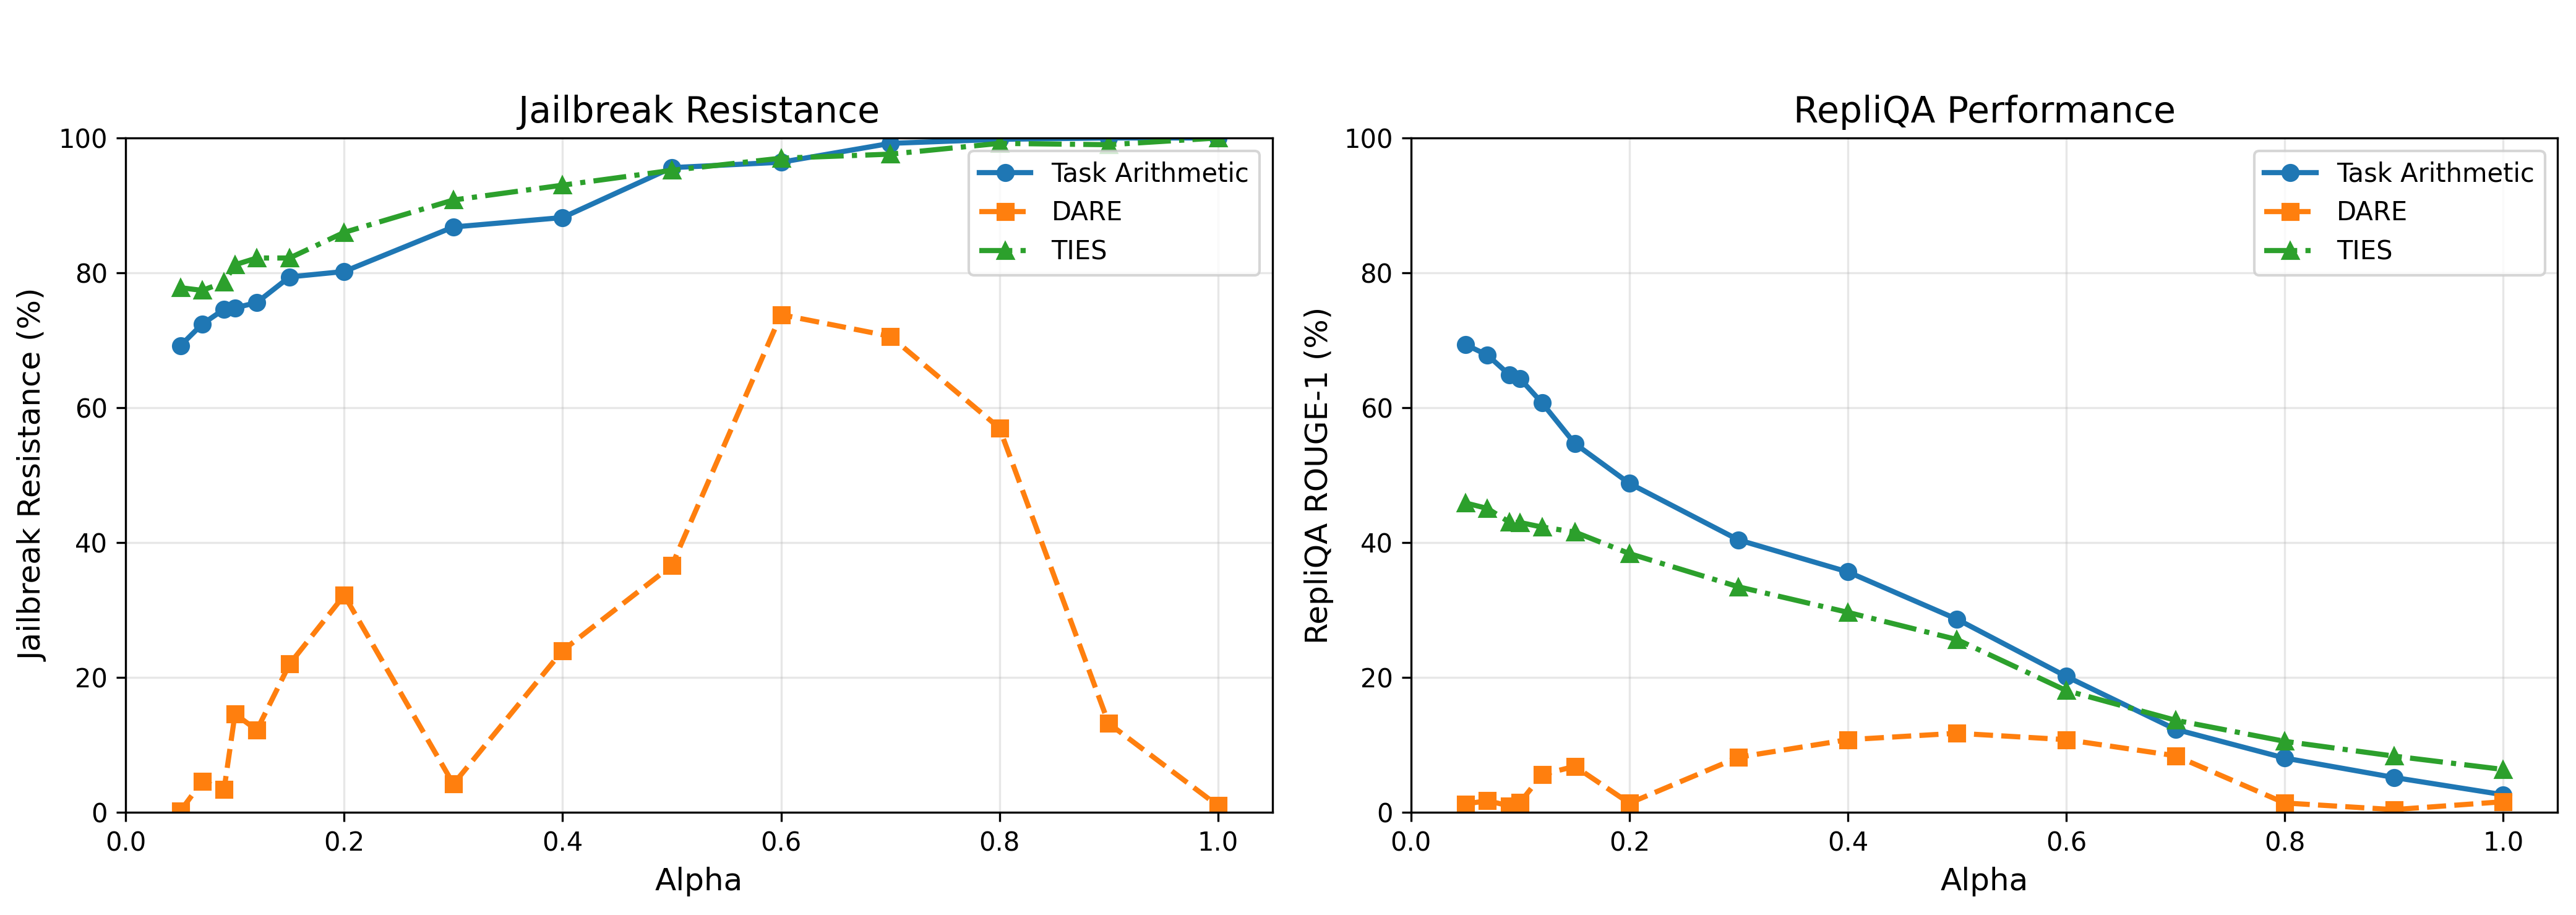 Jailbreak Resistance
Jailbreak Resistance (%)
100
80
60
40
20
0
0.0 0.2 0.4 0.6 0.8 1.0
Alpha
Task Arithmetic
DARE
TIES
RepliQA Performance
RepliQA ROUGE-1 (%)
100
80
60
40
20
0
0.0 0.2 0.4 0.6 0.8 1.0
Alpha
Task Arithmetic
DARE
TIES